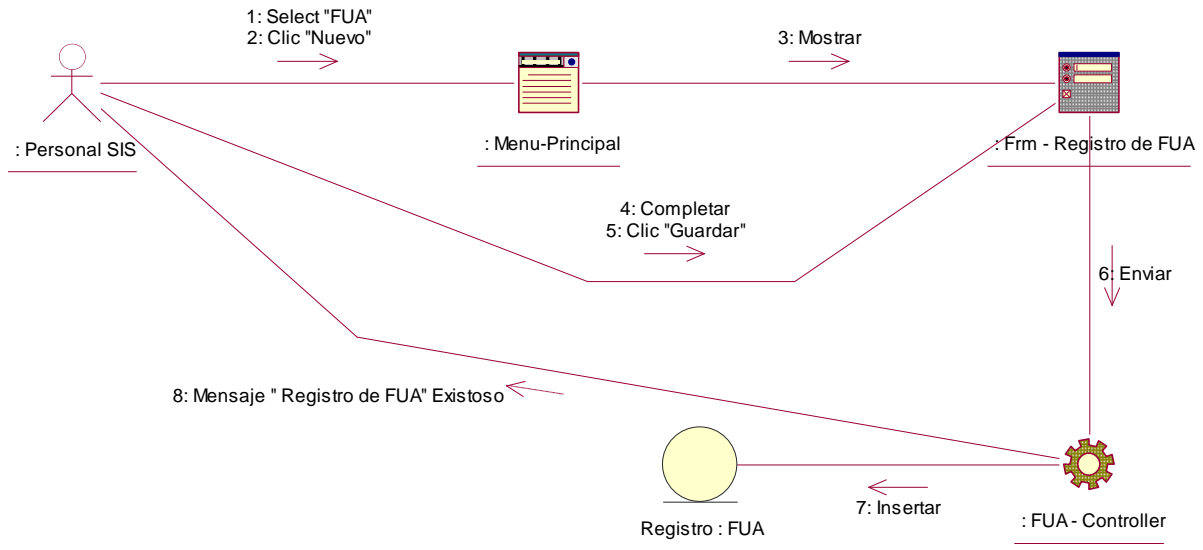 1: Select "FUA"
2: Clic "Nuevo"
3: Mostrar
: Personal SIS
: Menu-Principal
: Frm - Registro de FUA
4: Completar
5: Clic "Guardar"
6: Enviar
8: Mensaje " Registro de FUA" Existoso
7: Insertar
Registro : FUA
: FUA - Controller